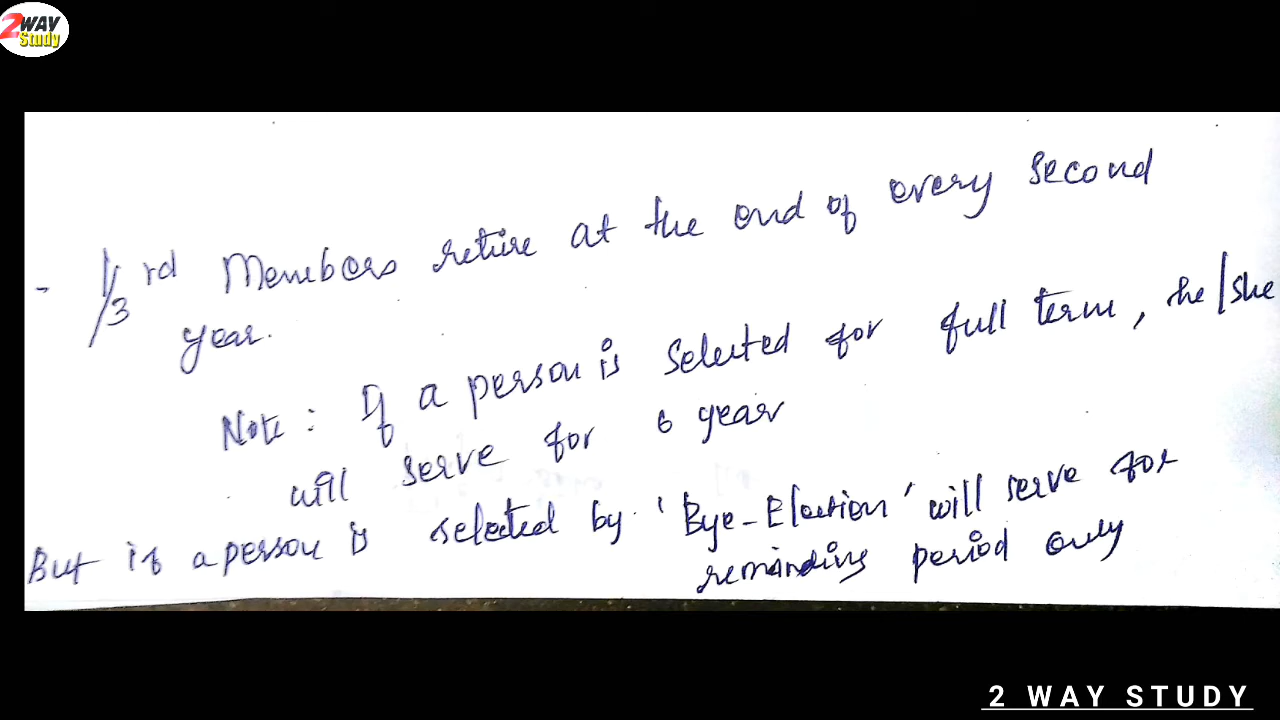 2WAY
Study
- 1/3 rd Members retire at the end of every second
year.
Note: If a person is selected for full term, he/she
will serve for 6 year
But if a person is selected by 'Bye-Election' will serve for
remainding period only
2 WAY STUDY